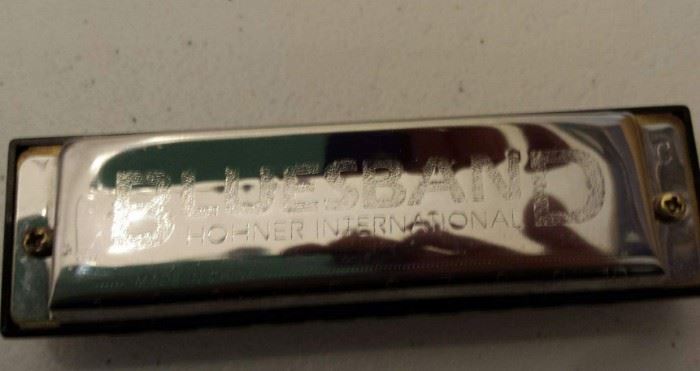 BLUESBAND
HOHNER INTERNATIONAL
C